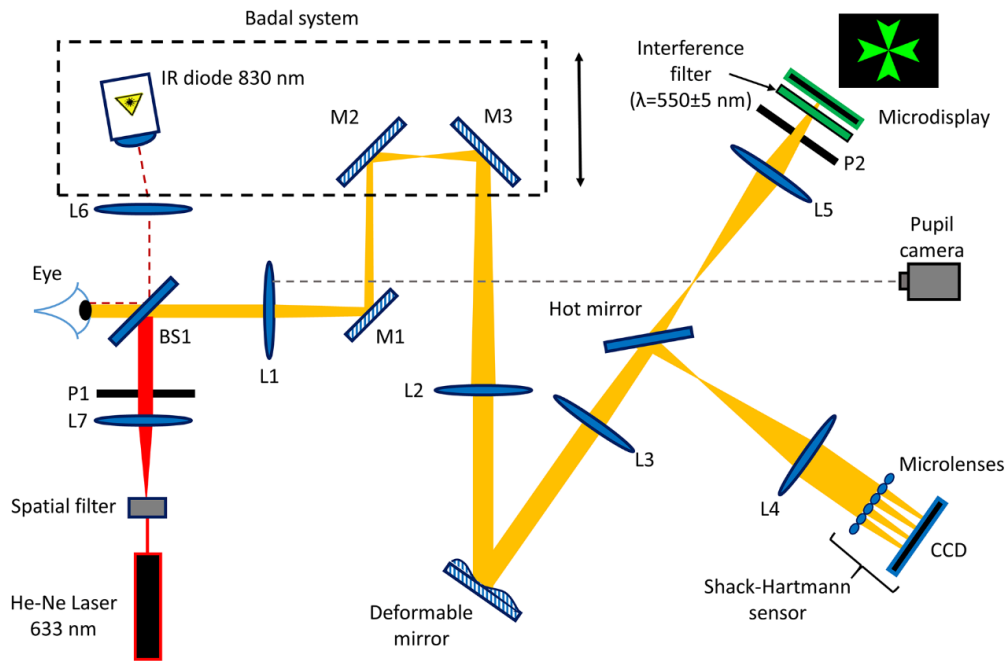 Badal system
IR diode 830 nm
M2
M3
Interference
filter
(λ=550±5 nm)
Microdisplay
P2
L6
L5
Pupil
camera
Eye
Hot mirror
BS1
M1
L1
P1
L2
L7
L3
Microlenses
Spatial filter
L4
CCD
Shack-Hartmann
sensor
He-Ne Laser
633 nm
Deformable
mirror